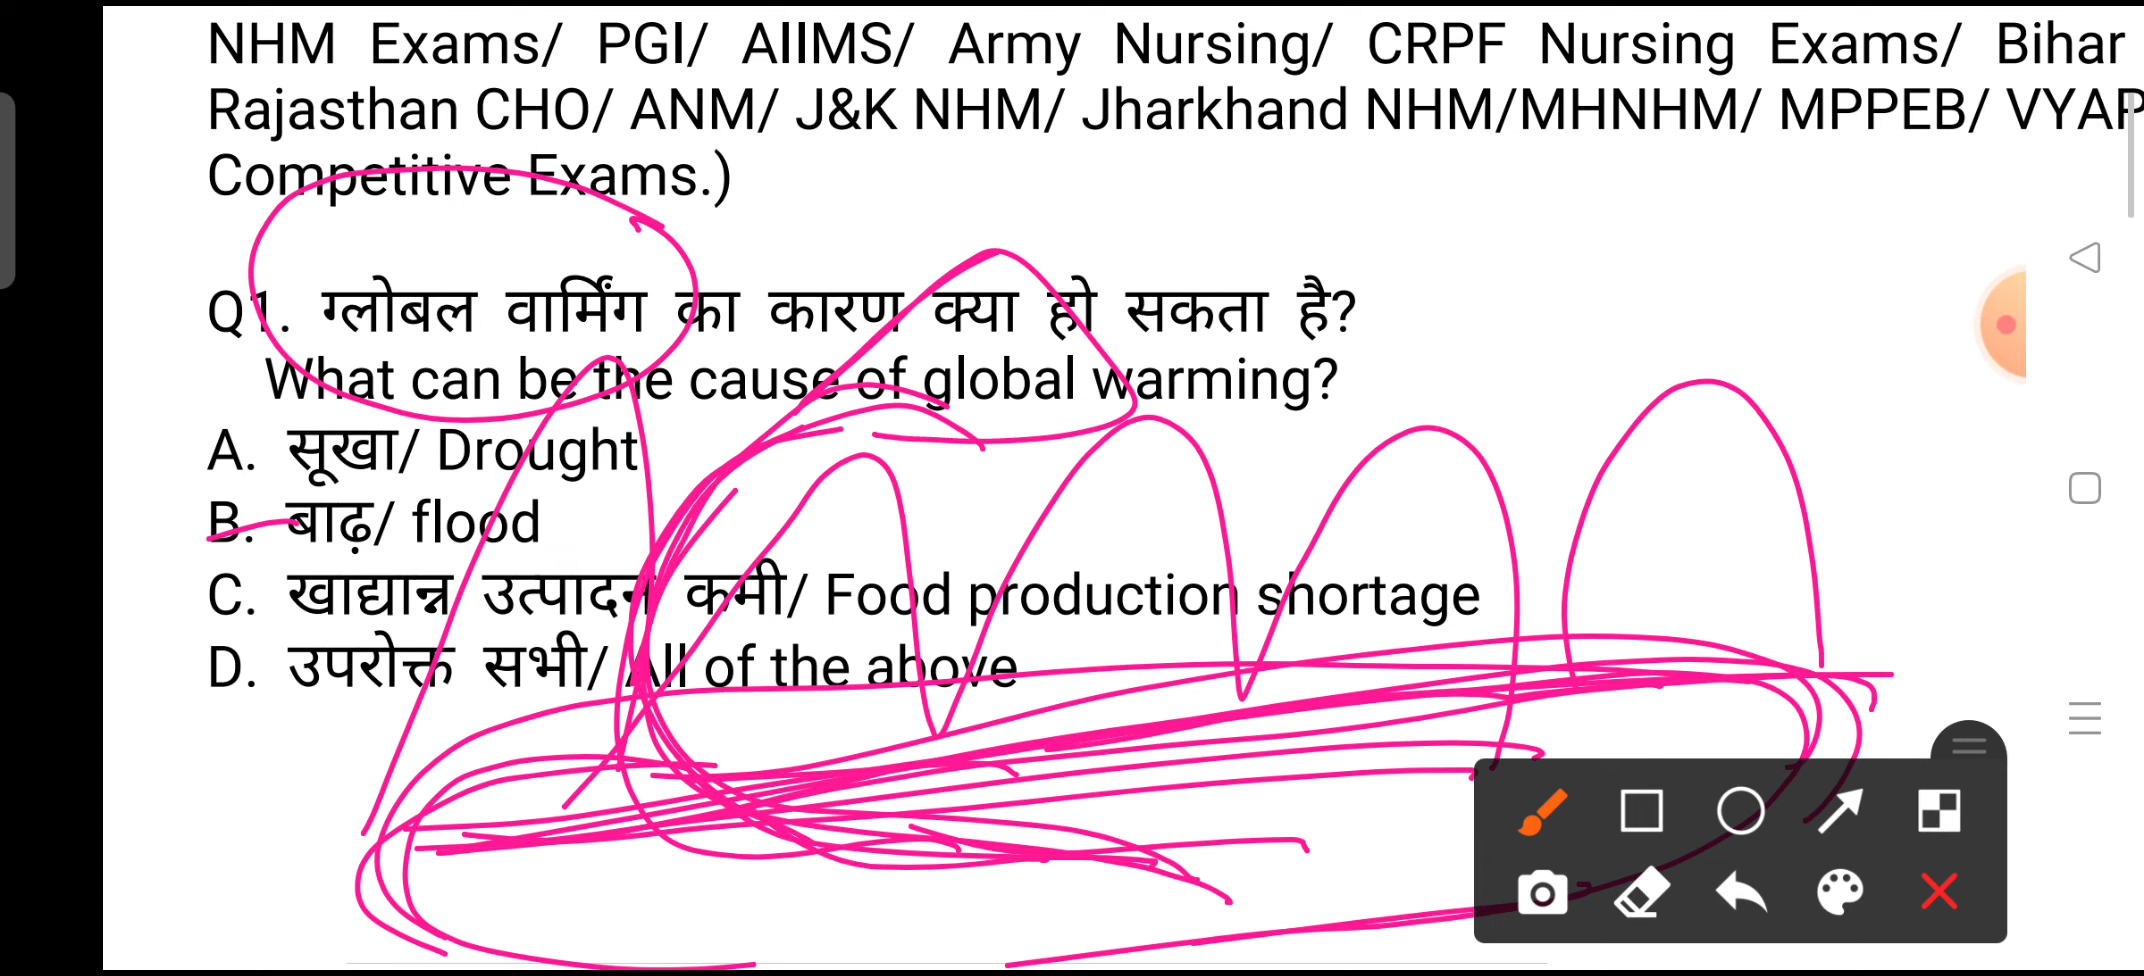 NHM Exams/ PGI/ AIIMS/ Army Nursing/ CRPF Nursing Exams/ Bihar
Rajasthan CHO/ ANM/ J&K NHM/ Jharkhand NHM/MHNHM/ MPPEB/ VYAP
Competitive Exams.)
Q1. ग्लोबल वार्मिंग का कारण क्या हो सकता है?
What can be the cause of global warming?
A. सूखा/ Drought
B. बाढ़/ flood
C. खाद्यान्न उत्पादन कमी/ Food production shortage
D. उपरोक्त सभी/ All of the above